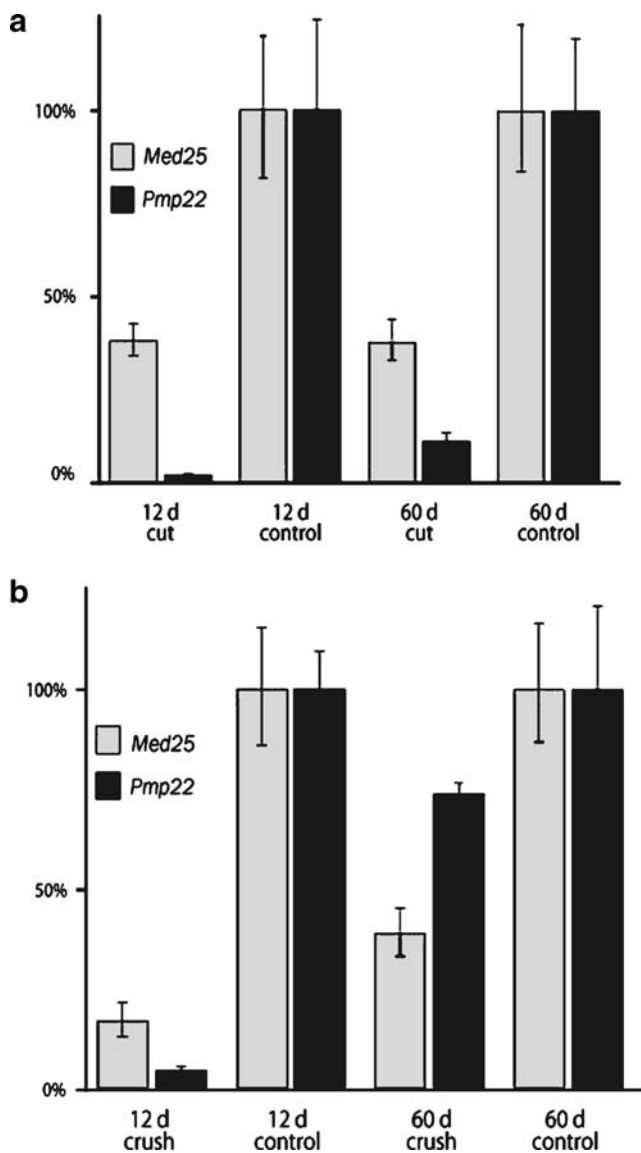 a
100%
Med25
Pmp22
50%
0%
12 d 12 d 60 d 60 d
cut control cut control
b
100%
Med25
Pmp22
50%
0%
12 d 12 d 60 d 60 d
crush control crush control